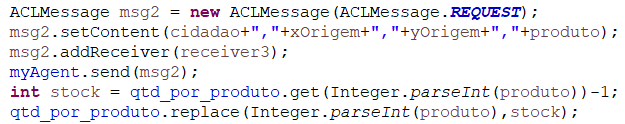 ACLMessage msg2 = new ACLMessage(ACLMessage.REQUEST);
msg2.setContent(cidadao+","+xOrigem+","+yOrigem+","+produto);
msg2.addReceiver(receiver3);
myAgent.send(msg2);
int stock = qtd_por_produto.get(Integer.parseInt(produto))-1;
qtd_por_produto.replace(Integer.parseInt(produto),stock);